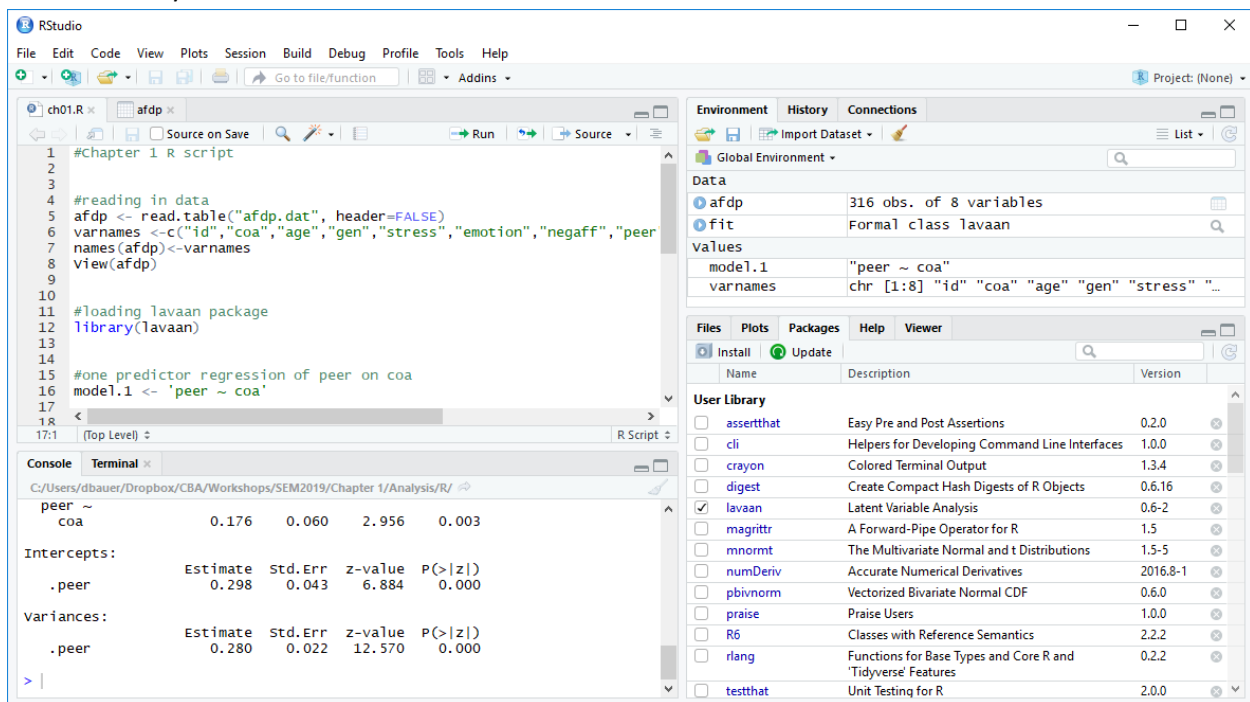 RStudio
File Edit Code View Plots Session Build Debug Profile Tools Help
Go to file/function Addins Project: (None)
ch01.R afdp
Source on Save Run Source
1 #Chapter 1 R script
2
3
4 #reading in data
5 afdp <- read.table("afdp.dat", header=FALSE)
6 varnames <-c("id","coa","age","gen","stress","emotion","negaff","peer"
7 names(afdp)<-varnames
8 View(afdp)
9
10
11 #loading lavaan package
12 library(lavaan)
13
14
15 #one predictor regression of peer on coa
16 model.1 <- 'peer ~ coa'
17
18
17:1 (Top Level) R Script
Console Terminal
C:/Users/dbauer/Dropbox/CBA/Workshops/SEM2019/Chapter 1/Analysis/R/
peer ~
coa 0.176 0.060 2.956 0.003
Intercepts:
Estimate Std.Err z-value P(>|z|)
.peer 0.298 0.043 6.884 0.000
Variances:
Estimate Std.Err z-value P(>|z|)
.peer 0.280 0.022 12.570 0.000
>
Environment History Connections
Import Dataset List
Global Environment
Data
afdp 316 obs. of 8 variables
fit Formal class lavaan
Values
model.1 "peer ~ coa"
varnames chr [1:8] "id" "coa" "age" "gen" "stress" "...
Files Plots Packages Help Viewer
Install Update
Name Description Version
User Library
assertthat Easy Pre and Post Assertions 0.2.0
cli Helpers for Developing Command Line Interfaces 1.0.0
crayon Colored Terminal Output 1.3.4
digest Create Compact Hash Digests of R Objects 0.6.16
lavaan Latent Variable Analysis 0.6-2
magrittr A Forward-Pipe Operator for R 1.5
mnormt The Multivariate Normal and t Distributions 1.5-5
numDeriv Accurate Numerical Derivatives 2016.8-1
pbivnorm Vectorized Bivariate Normal CDF 0.6.0
praise Praise Users 1.0.0
R6 Classes with Reference Semantics 2.2.2
rlang Functions for Base Types and Core R and 0.2.2
'Tidyverse' Features
testthat Unit Testing for R 2.0.0